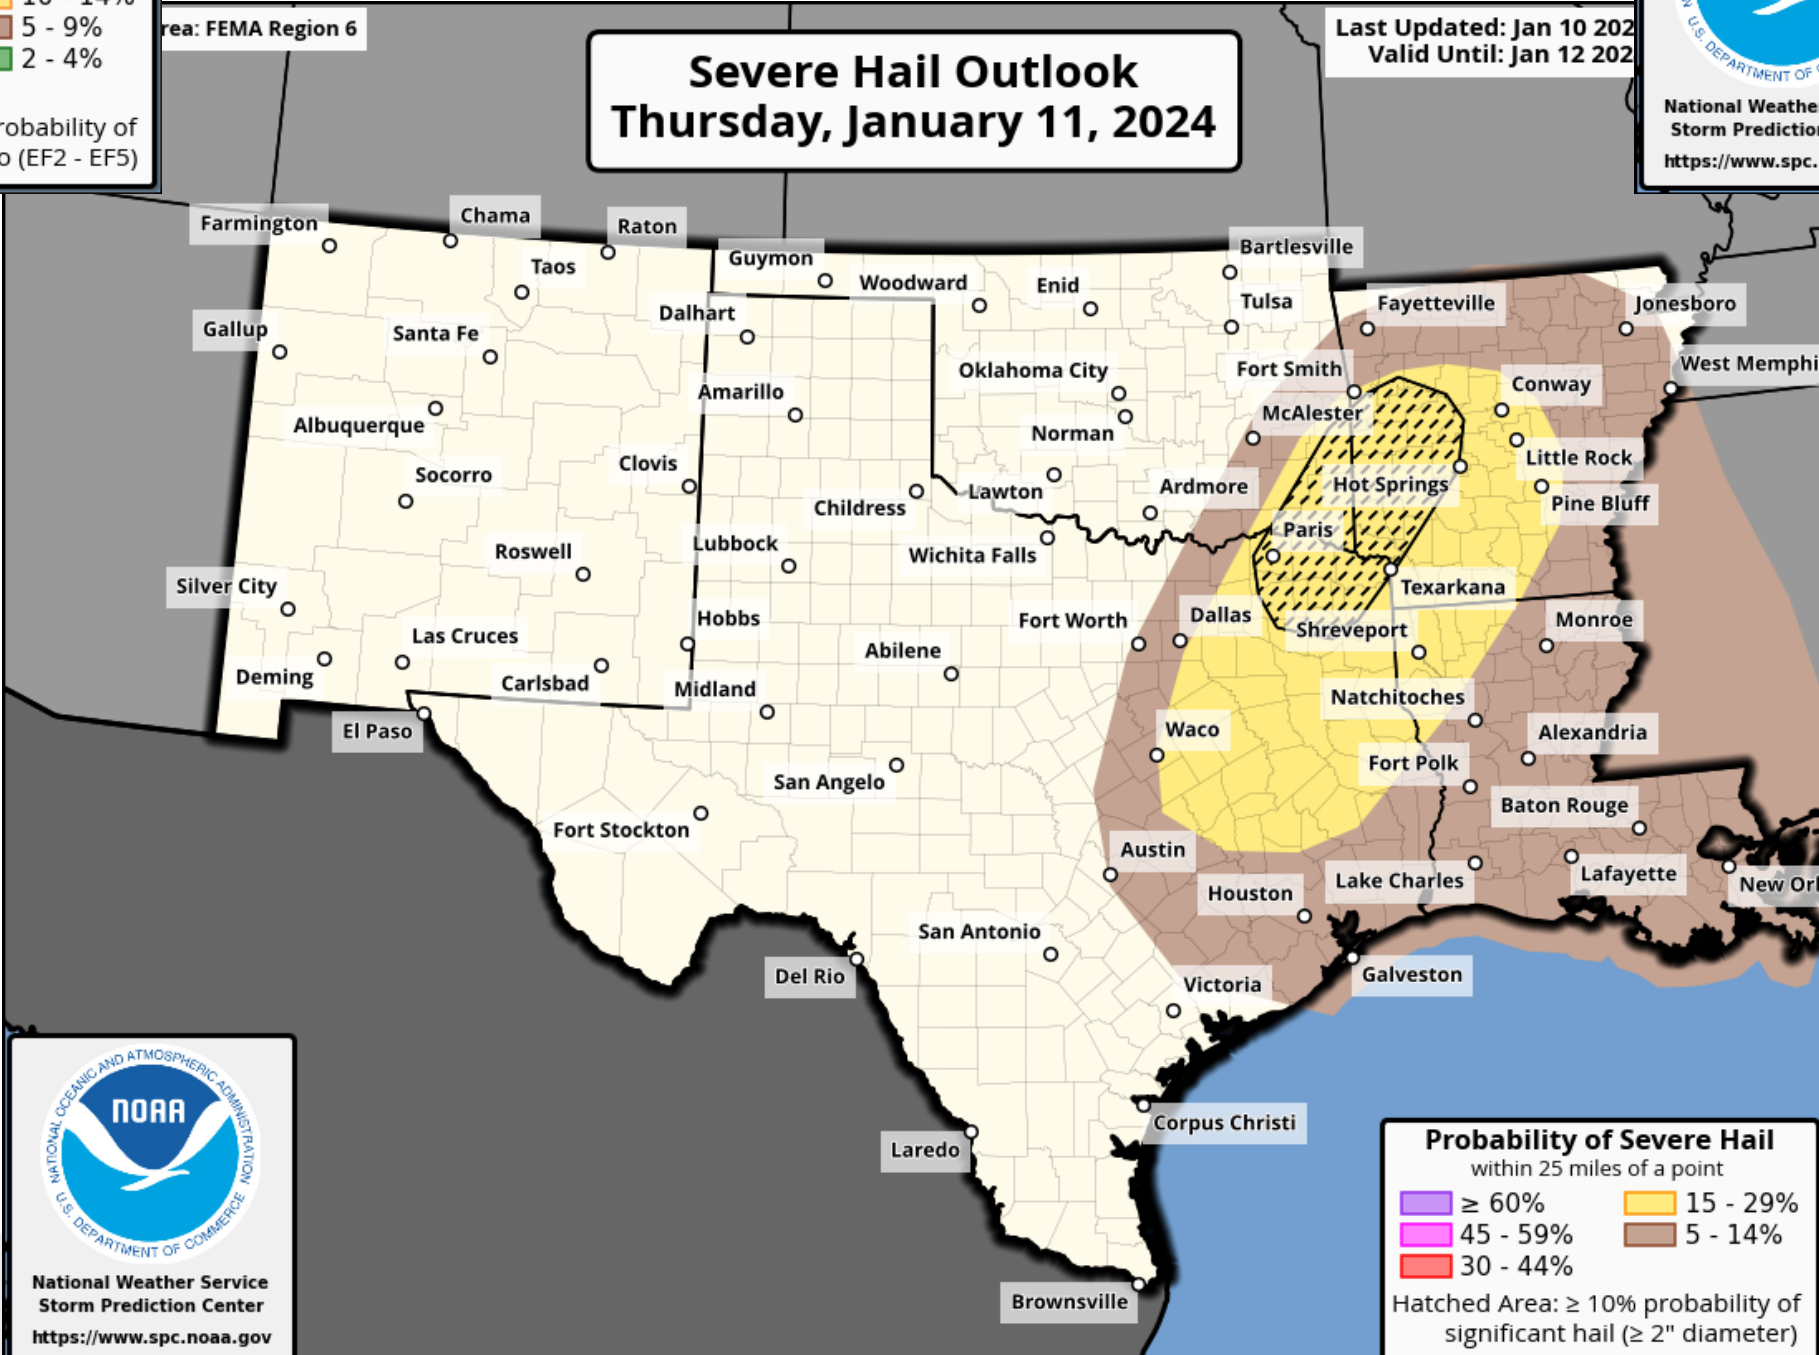 5 - 9%
2 - 4%
robability of
o (EF2 - EF5)
rea: FEMA Region 6
Severe Hail Outlook
Thursday, January 11, 2024
Last Updated: Jan 10 202
Valid Until: Jan 12 202
U.S. DEPARTMENT OF
National Weathe
Storm Predictio
https://www.spc.
Farmington
Chama
Raton
Taos
Guymon
Woodward
Enid
Bartlesville
Tulsa
Fayetteville
Jonesboro
Gallup
Santa Fe
Dalhart
Oklahoma City
Fort Smith
Conway
West Memphi
Amarillo
Albuquerque
Norman
McAlester
Little Rock
Socorro
Clovis
Childress
Lawton
Ardmore
Hot Springs
Pine Bluff
Roswell
Lubbock
Wichita Falls
Paris
Texarkana
Silver City
Las Cruces
Hobbs
Fort Worth
Dallas
Shreveport
Monroe
Deming
Carlsbad
Midland
Abilene
Natchitoches
El Paso
Waco
Alexandria
San Angelo
Fort Polk
Fort Stockton
Baton Rouge
Austin
Houston
Lake Charles
Lafayette
New Orl
San Antonio
Del Rio
Victoria
Galveston
Corpus Christi
Laredo
Brownsville
NATIONAL OCEANIC AND ATMOSPHERIC ADMINISTRATION
NOAA
U.S. DEPARTMENT OF COMMERCE
National Weather Service
Storm Prediction Center
https://www.spc.noaa.gov
Probability of Severe Hail
within 25 miles of a point
≥ 60% 15 - 29%
45 - 59% 5 - 14%
30 - 44%
Hatched Area: ≥ 10% probability of
significant hail (≥ 2" diameter)